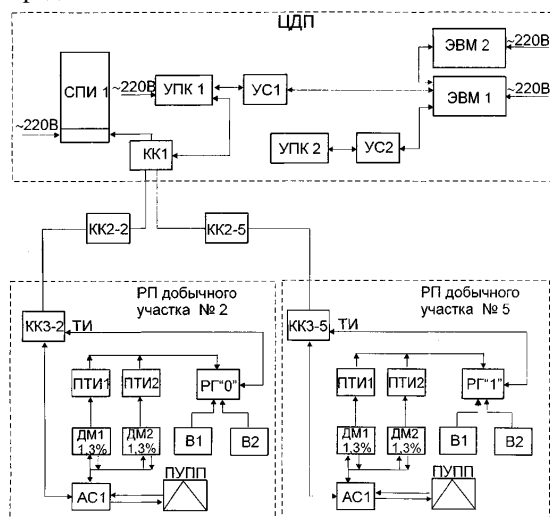 ЦДП
ЭВМ 2
~220В
СПИ 1
~220В
УПК 1
УС1
ЭВМ 1
~220В
~220В
КК1
УПК 2
УС2
КК2-2
КК2-5
РП добычного
участка № 2
РП добычного
участка № 5
КК3-2
ТИ
КК3-5
ТИ
ПТИ1
ПТИ2
РГ"0"
ПТИ1
ПТИ2
РГ"1"
ДМ1
1,3%
ДМ2
1,3%
В1
В2
ДМ1
1,3%
ДМ2
1,3%
В1
В2
ПУПП
ПУПП
АС1
АС1